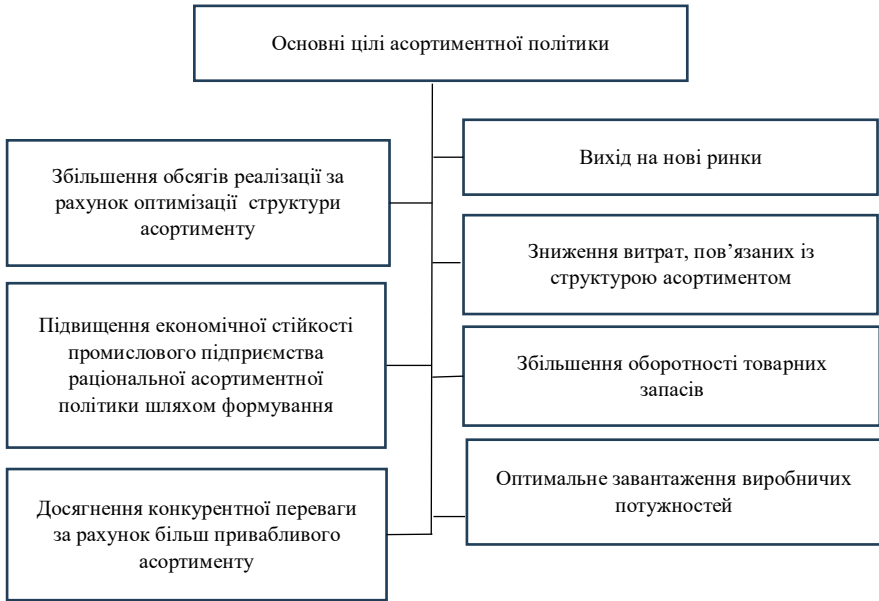 Основні цілі асортиментної політики
Збільшення обсягів реалізації за
рахунок оптимізації структури
асортименту
Підвищення економічної стійкості
промислового підприємства
раціональної асортиментної
політики шляхом формування
Досягнення конкурентної переваги
за рахунок більш привабливого
асортименту
Вихід на нові ринки
Зниження витрат, пов’язаних із
структурою асортиментом
Збільшення оборотності товарних
запасів
Оптимальне завантаження виробничих
потужностей